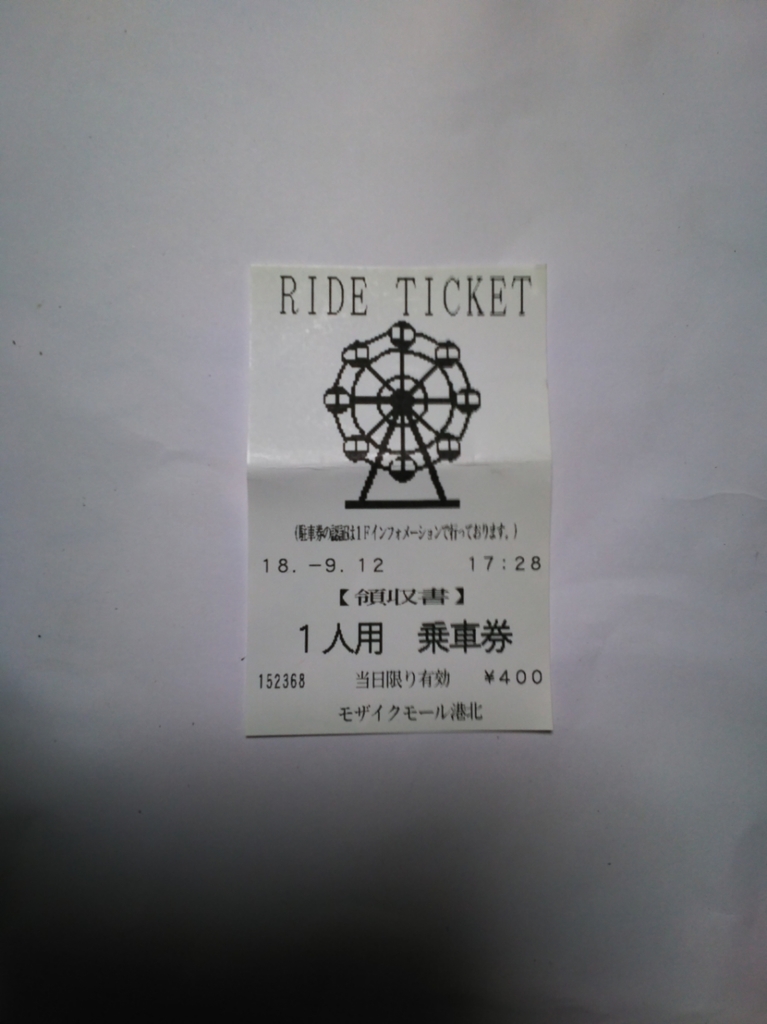 RIDE TICKET
(駐車券の認証は1Fインフォメーションで行っております。)
18.-9.12 17:28
【領収書】
1人用 乗車券
152368 当日限り有効 ¥400
モザイクモール港北